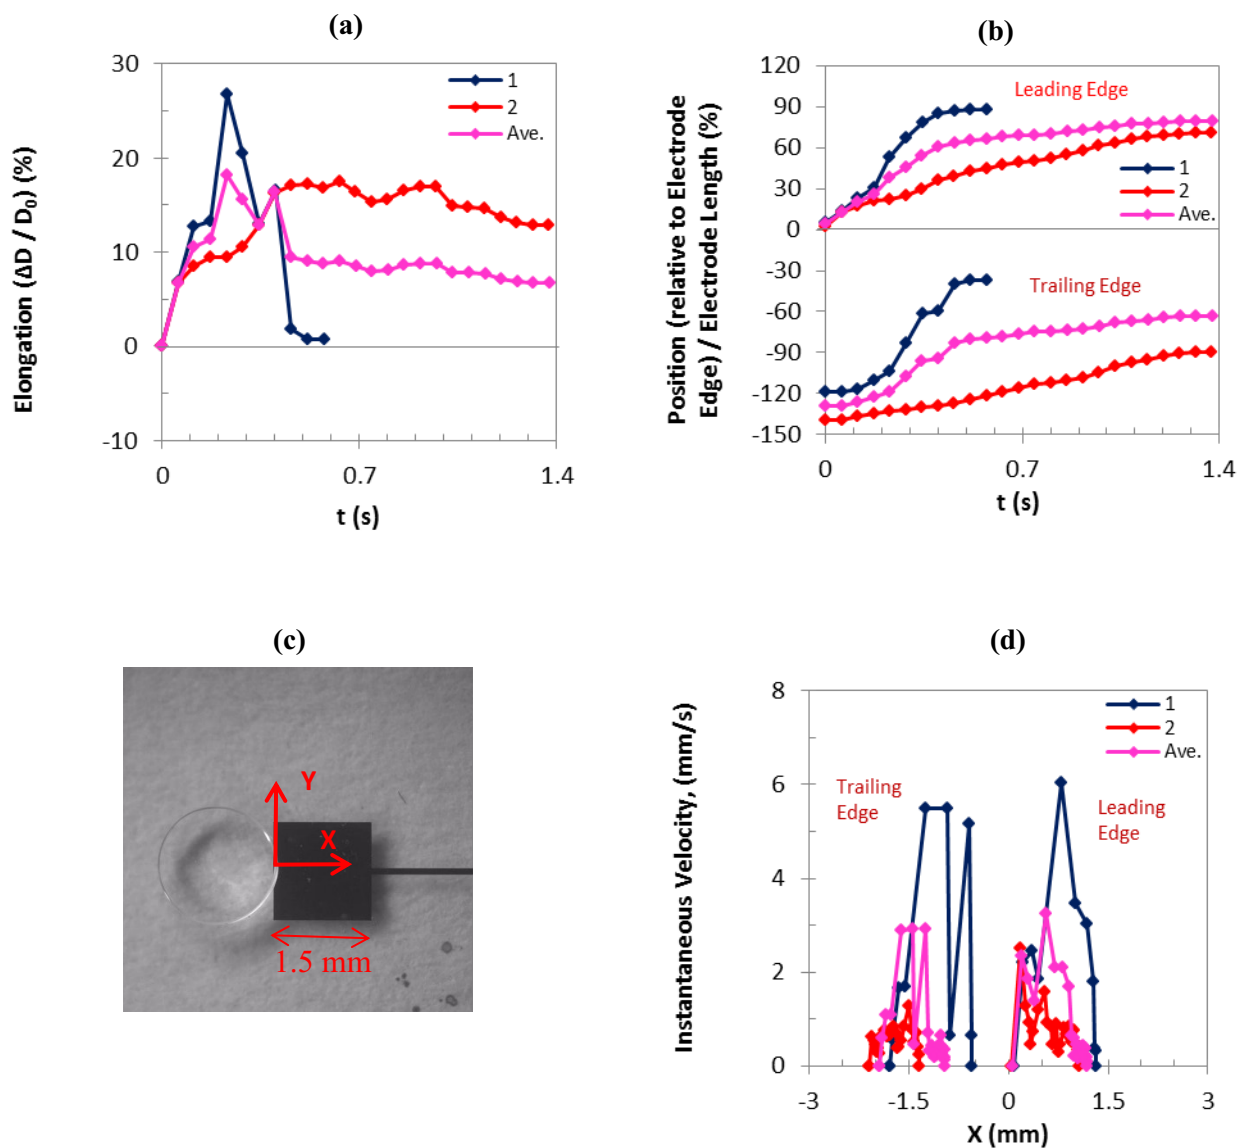 (a)
Elongation (ΔD / D₀) (%)
30
20
10
0
-10
1
2
Ave.
0
0.7
1.4
t (s)
(b)
Position (relative to Electrode
Edge) / Electrode Length (%)
120
90
60
30
0
-30
-60
-90
-120
-150
Leading Edge
1
2
Ave.
Trailing Edge
0
0.7
1.4
t (s)
(c)
Y
X
1.5 mm
(d)
Instantaneous Velocity, (mm/s)
8
6
4
2
0
1
2
Ave.
Trailing
Edge
Leading
Edge
-3
-1.5
0
1.5
3
X (mm)